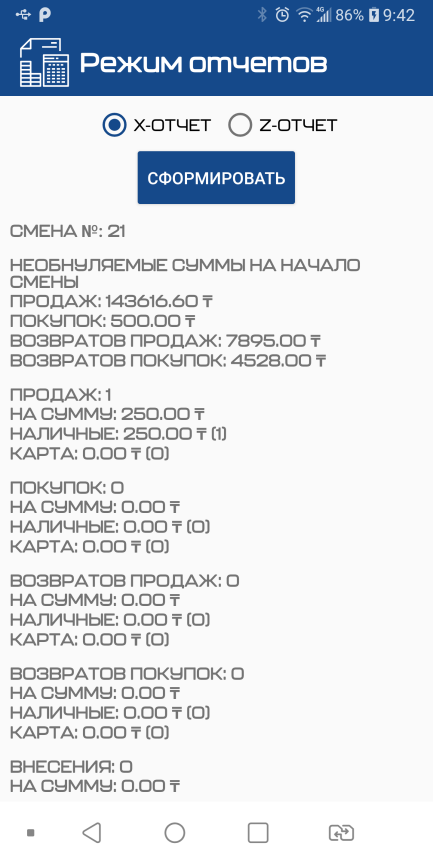 4G 86% 9:42
Режим отчетов
X-ОТЧЕТ Z-ОТЧЕТ
СФОРМИРОВАТЬ
СМЕНА №: 21
НЕОБНУЛЯЕМЫЕ СУММЫ НА НАЧАЛО
СМЕНЫ
ПРОДАЖ: 143616.60 ₸
ПОКУПОК: 500.00 ₸
ВОЗВРАТОВ ПРОДАЖ: 7895.00 ₸
ВОЗВРАТОВ ПОКУПОК: 4528.00 ₸
ПРОДАЖ: 1
НА СУММУ: 250.00 ₸
НАЛИЧНЫЕ: 250.00 ₸ (1)
КАРТА: 0.00 ₸ (0)
ПОКУПОК: 0
НА СУММУ: 0.00 ₸
НАЛИЧНЫЕ: 0.00 ₸ (0)
КАРТА: 0.00 ₸ (0)
ВОЗВРАТОВ ПРОДАЖ: 0
НА СУММУ: 0.00 ₸
НАЛИЧНЫЕ: 0.00 ₸ (0)
КАРТА: 0.00 ₸ (0)
ВОЗВРАТОВ ПОКУПОК: 0
НА СУММУ: 0.00 ₸
НАЛИЧНЫЕ: 0.00 ₸ (0)
КАРТА: 0.00 ₸ (0)
ВНЕСЕНИЯ: 0
НА СУММУ: 0.00 ₸